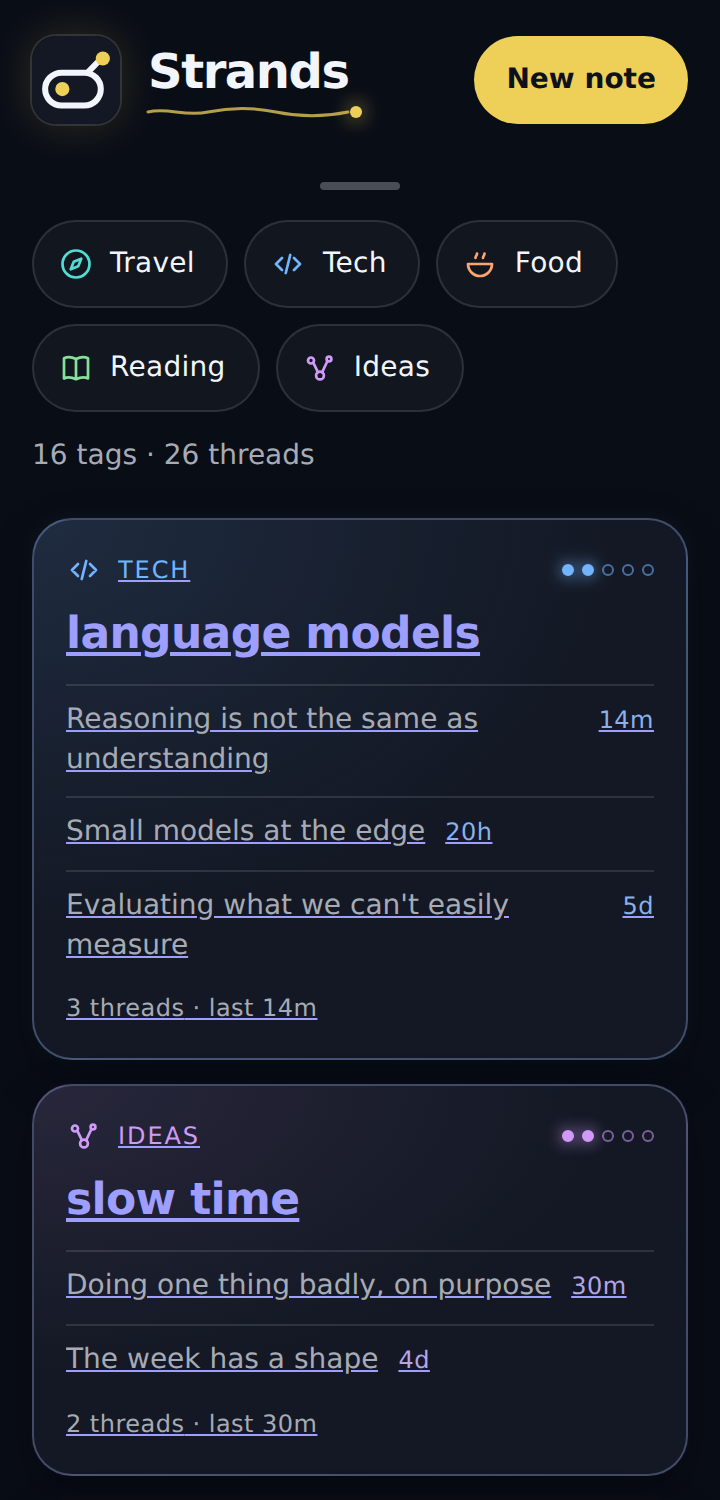 Strands
New note
Travel
Tech
Food
Reading
Ideas
16 tags · 26 threads
TECH
language models
Reasoning is not the same as
understanding
14m
Small models at the edge 20h
Evaluating what we can't easily
measure
5d
3 threads · last 14m
IDEAS
slow time
Doing one thing badly, on purpose 30m
The week has a shape 4d
2 threads · last 30m